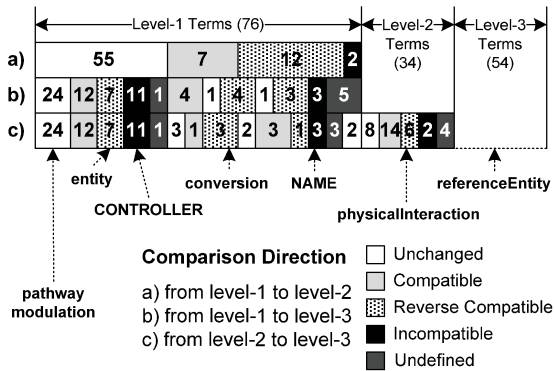 Level-1 Terms (76)
Level-2
Terms
(34)
Level-3
Terms
(54)
a) 55 7 12 2
b) 24 12 7 11 1 4 1 4 1 3 3 5
c) 24 12 7 11 1 3 1 3 2 3 1 3 3 2 8 14 6 2 4
entity
conversion
NAME
referenceEntity
CONTROLLER
physicalInteraction
pathway
modulation
Comparison Direction
a) from level-1 to level-2
b) from level-1 to level-3
c) from level-2 to level-3
Unchanged
Compatible
Reverse Compatible
Incompatible
Undefined